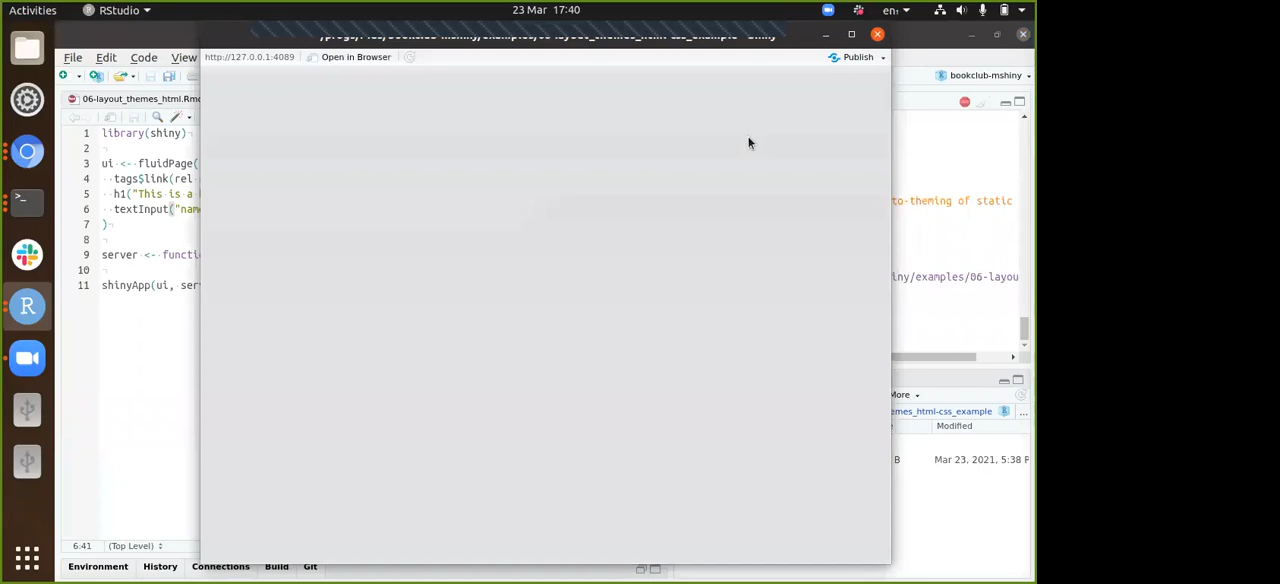 Activities RStudio 23 Mar 17:40 en₁
File Edit Code View
http://127.0.0.1:4089 Open in Browser Publish
bookclub-mshiny
06-layout_themes_html.Rmd
1 library(shiny)
2
3 ui <- fluidPage(
4 tags$link(rel
5 h1("This is a
6 textInput("nam
7 )
8
9 server <- functi
10
11 shinyApp(ui, ser
to-theming of static
iny/examples/06-layou
More
emes_html-css_example ...
Modified
B Mar 23, 2021, 5:38 P
6:41 (Top Level)
Environment History Connections Build Git